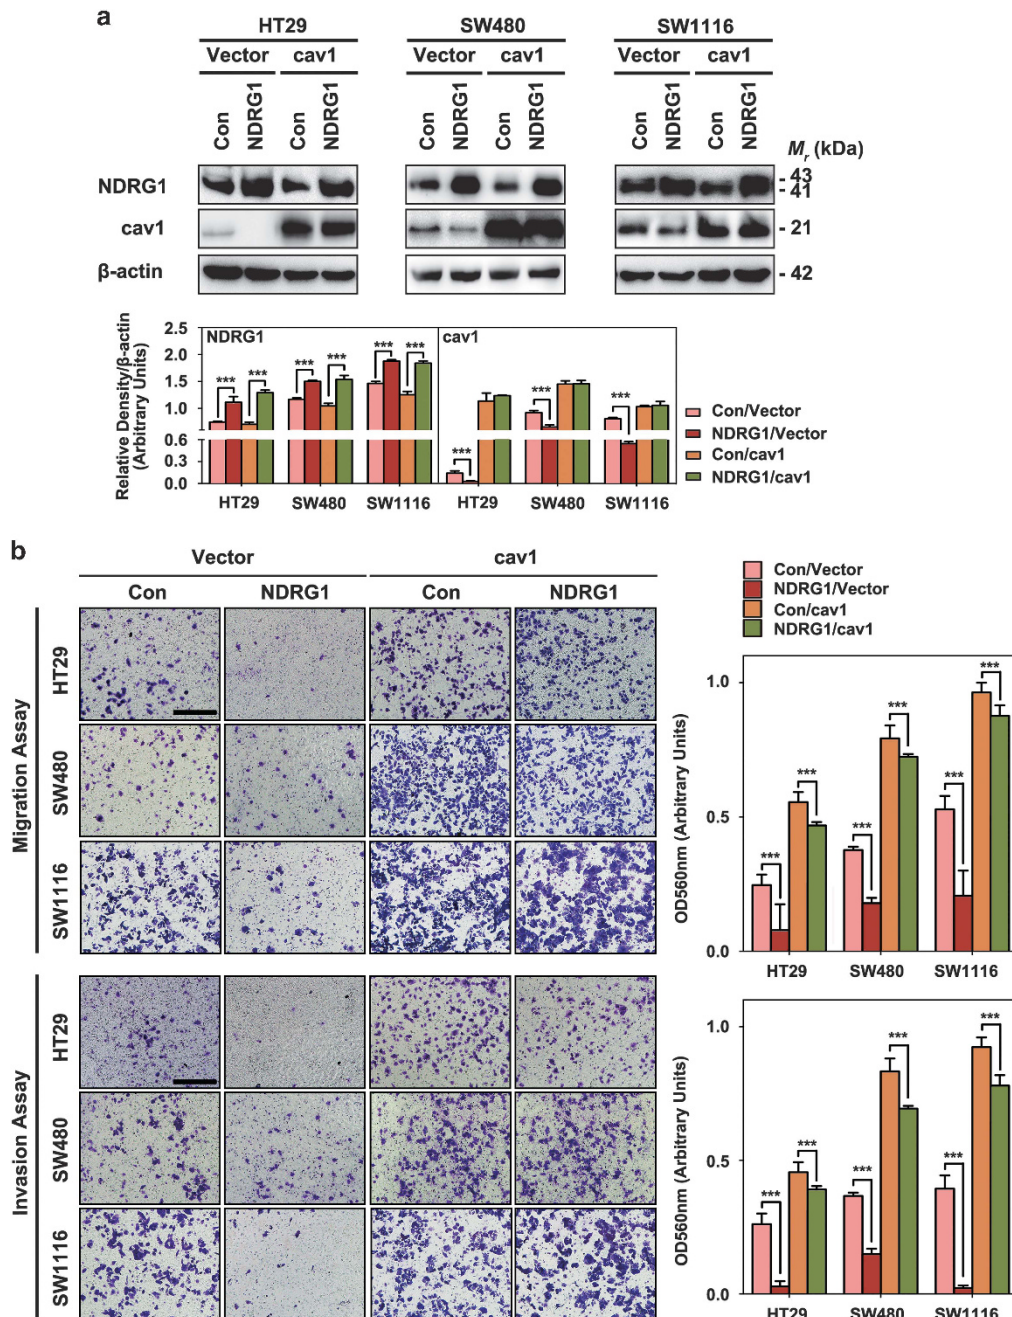 a
HT29 SW480 SW1116
Vector cav1 Vector cav1 Vector cav1
Con NDRG1 Con NDRG1 Con NDRG1 Con NDRG1 Con NDRG1 Con NDRG1
Mr (kDa)
NDRG1 - 43
- 41
cav1 - 21
β-actin - 42
Relative Density/β-actin
(Arbitrary Units)
2.5
2.0
1.5
1.0
0.6
0.3
0.0
NDRG1 cav1
*** *** *** *** *** *** *** *** ***
HT29 SW480 SW1116 HT29 SW480 SW1116
Con/Vector
NDRG1/Vector
Con/cav1
NDRG1/cav1
b
Vector cav1
Con NDRG1 Con NDRG1
Migration Assay
HT29
SW480
SW1116
Invasion Assay
HT29
SW480
SW1116
Con/Vector
NDRG1/Vector
Con/cav1
NDRG1/cav1
OD560nm (Arbitrary Units)
1.0
0.5
0.0
*** *** *** *** *** ***
HT29 SW480 SW1116
OD560nm (Arbitrary Units)
1.0
0.5
0.0
*** *** *** *** *** ***
HT29 SW480 SW1116